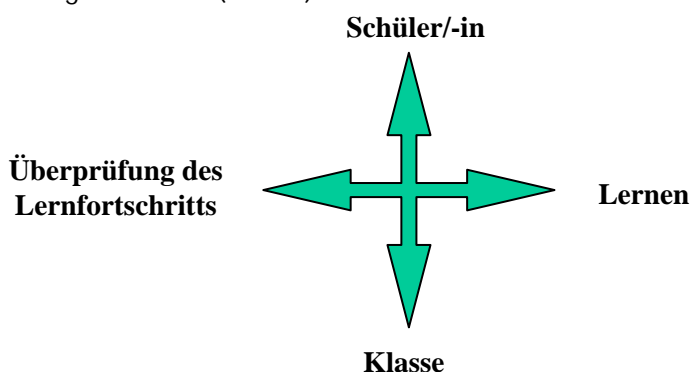 Schüler/-in
Überprüfung des
Lernfortschritts
Lernen
Klasse